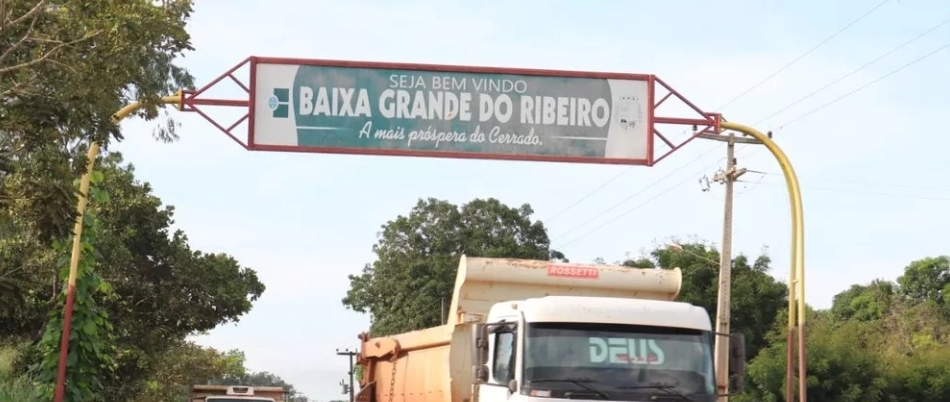 SEJA BEM VINDO
BAIXA GRANDE DO RIBEIRO
A mais próspera do Cerrado.
ROSSETTI
DEUS